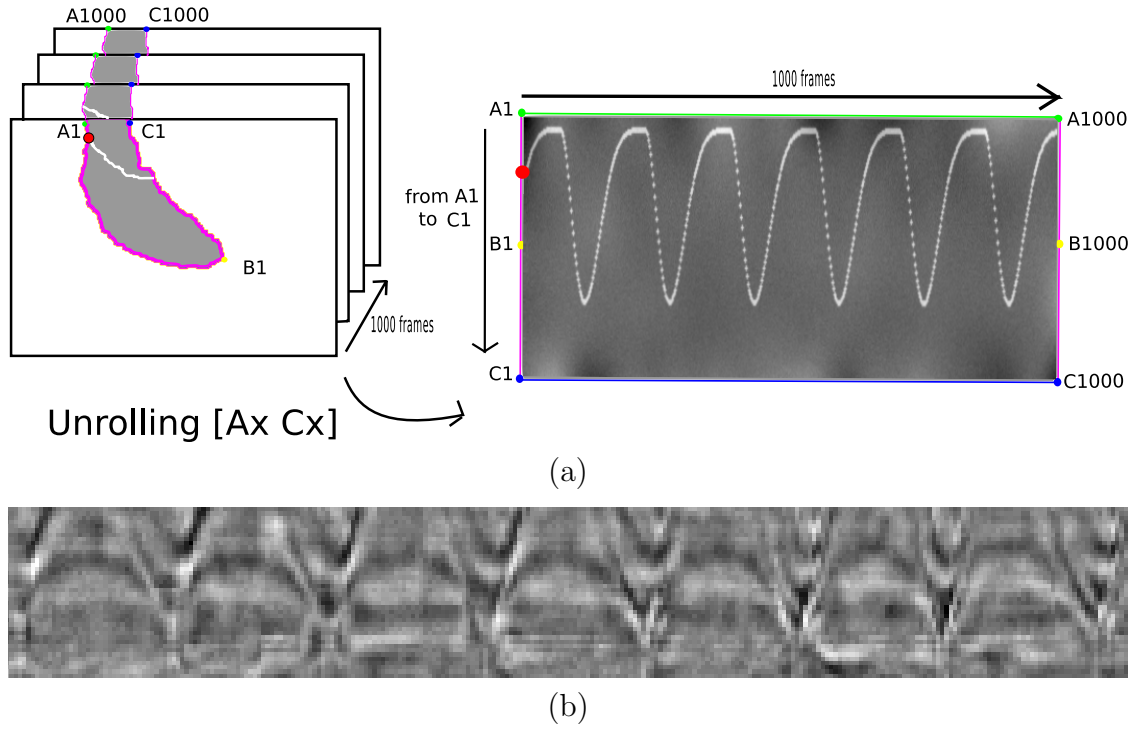 A1000 C1000
A1 C1
B1
1000 frames
Unrolling [Ax Cx]
1000 frames
A1
A1000
from A1
to C1
B1
B1000
C1
C1000
(a)
(b)